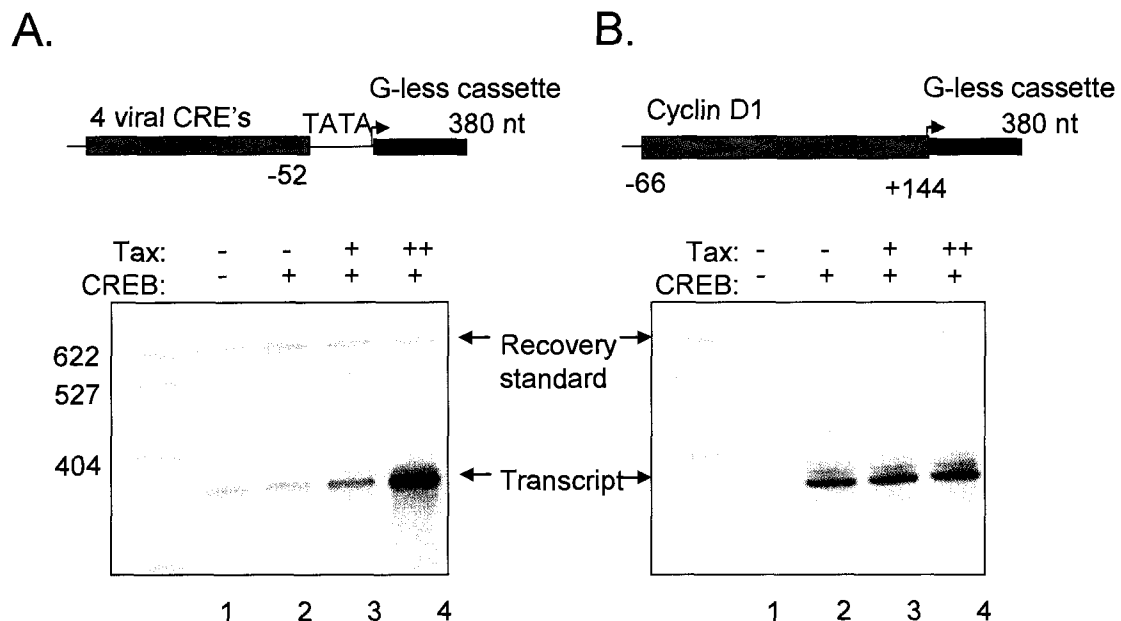 A.
G-less cassette
4 viral CRE's TATA 380 nt
-52
Tax: - - + ++
CREB: - + + +
622
527
404
1 2 3 4
Recovery
standard
Transcript
B.
G-less cassette
Cyclin D1 380 nt
-66 +144
Tax: - - + ++
CREB: - + + +
1 2 3 4